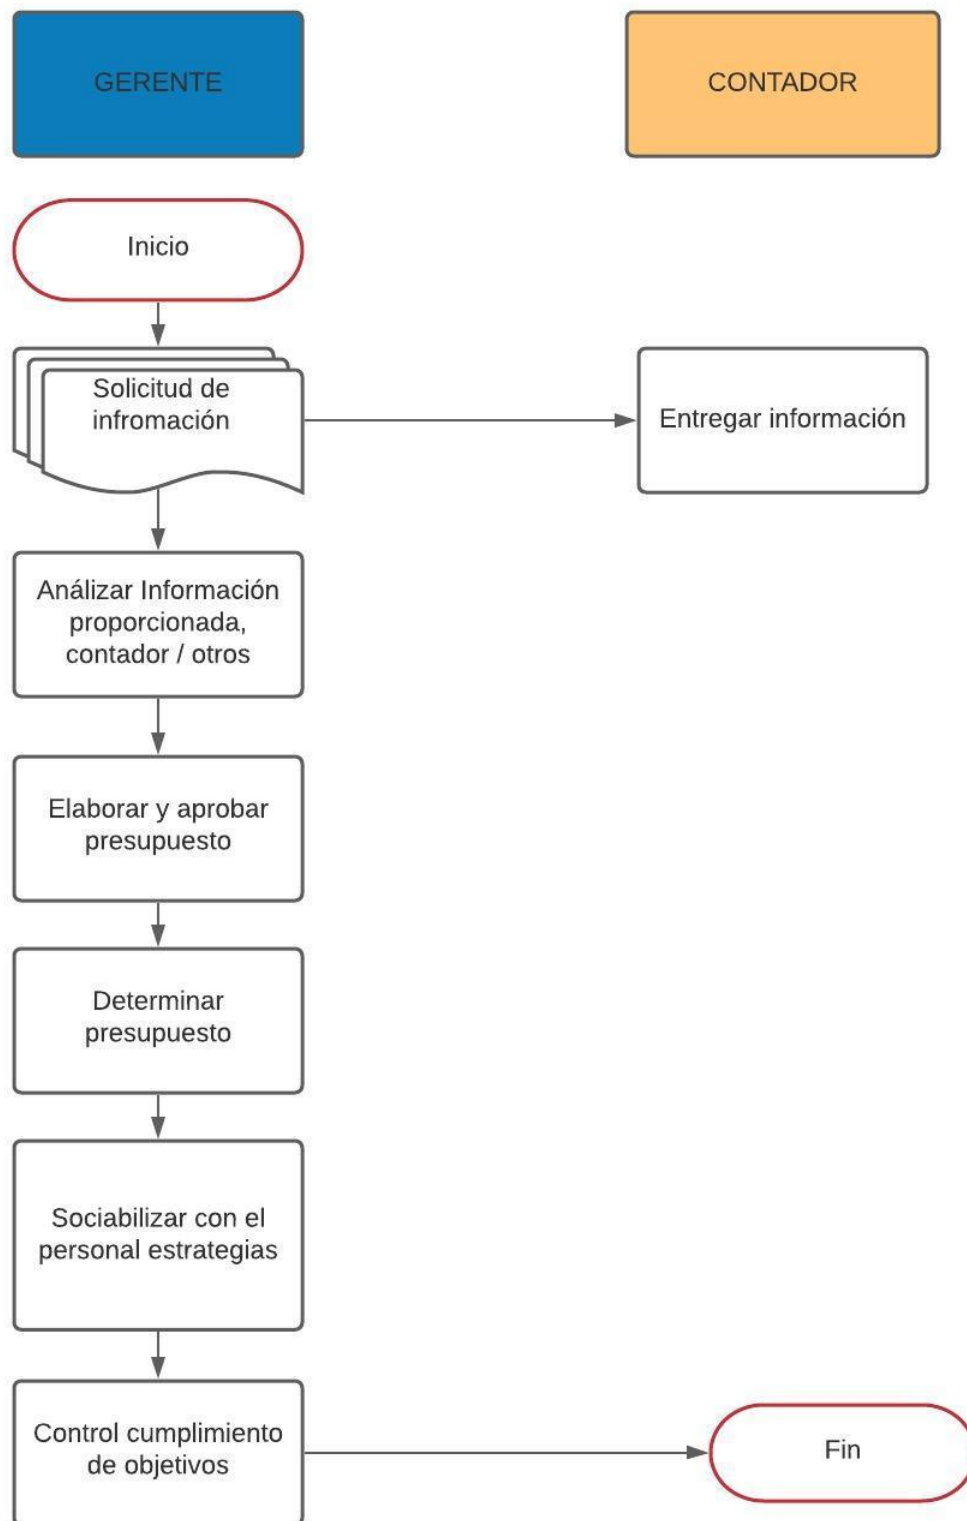 GERENTE
CONTADOR
Inicio
Solicitud de
infromación
Entregar información
Análizar Información
proporcionada,
contador / otros
Elaborar y aprobar
presupuesto
Determinar
presupuesto
Sociabilizar con el
personal estrategias
Control cumplimiento
de objetivos
Fin